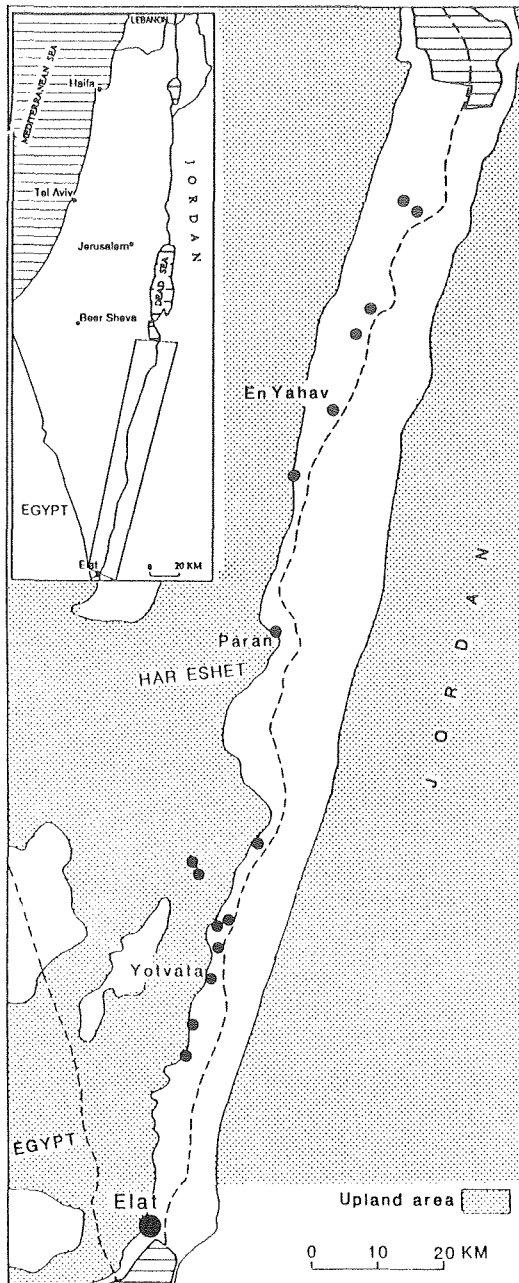 LEBANON
MEDITERRANEAN SEA
Haifa
Tel Aviv
JORDAN
Jerusalem
DEAD SEA
Beer Sheva
EGYPT
Elat
0 20 KM
En Yahav
Paran
HAR ESHET
JORDAN
Yotvata
EGYPT
Elat
Upland area
0 10 20 KM